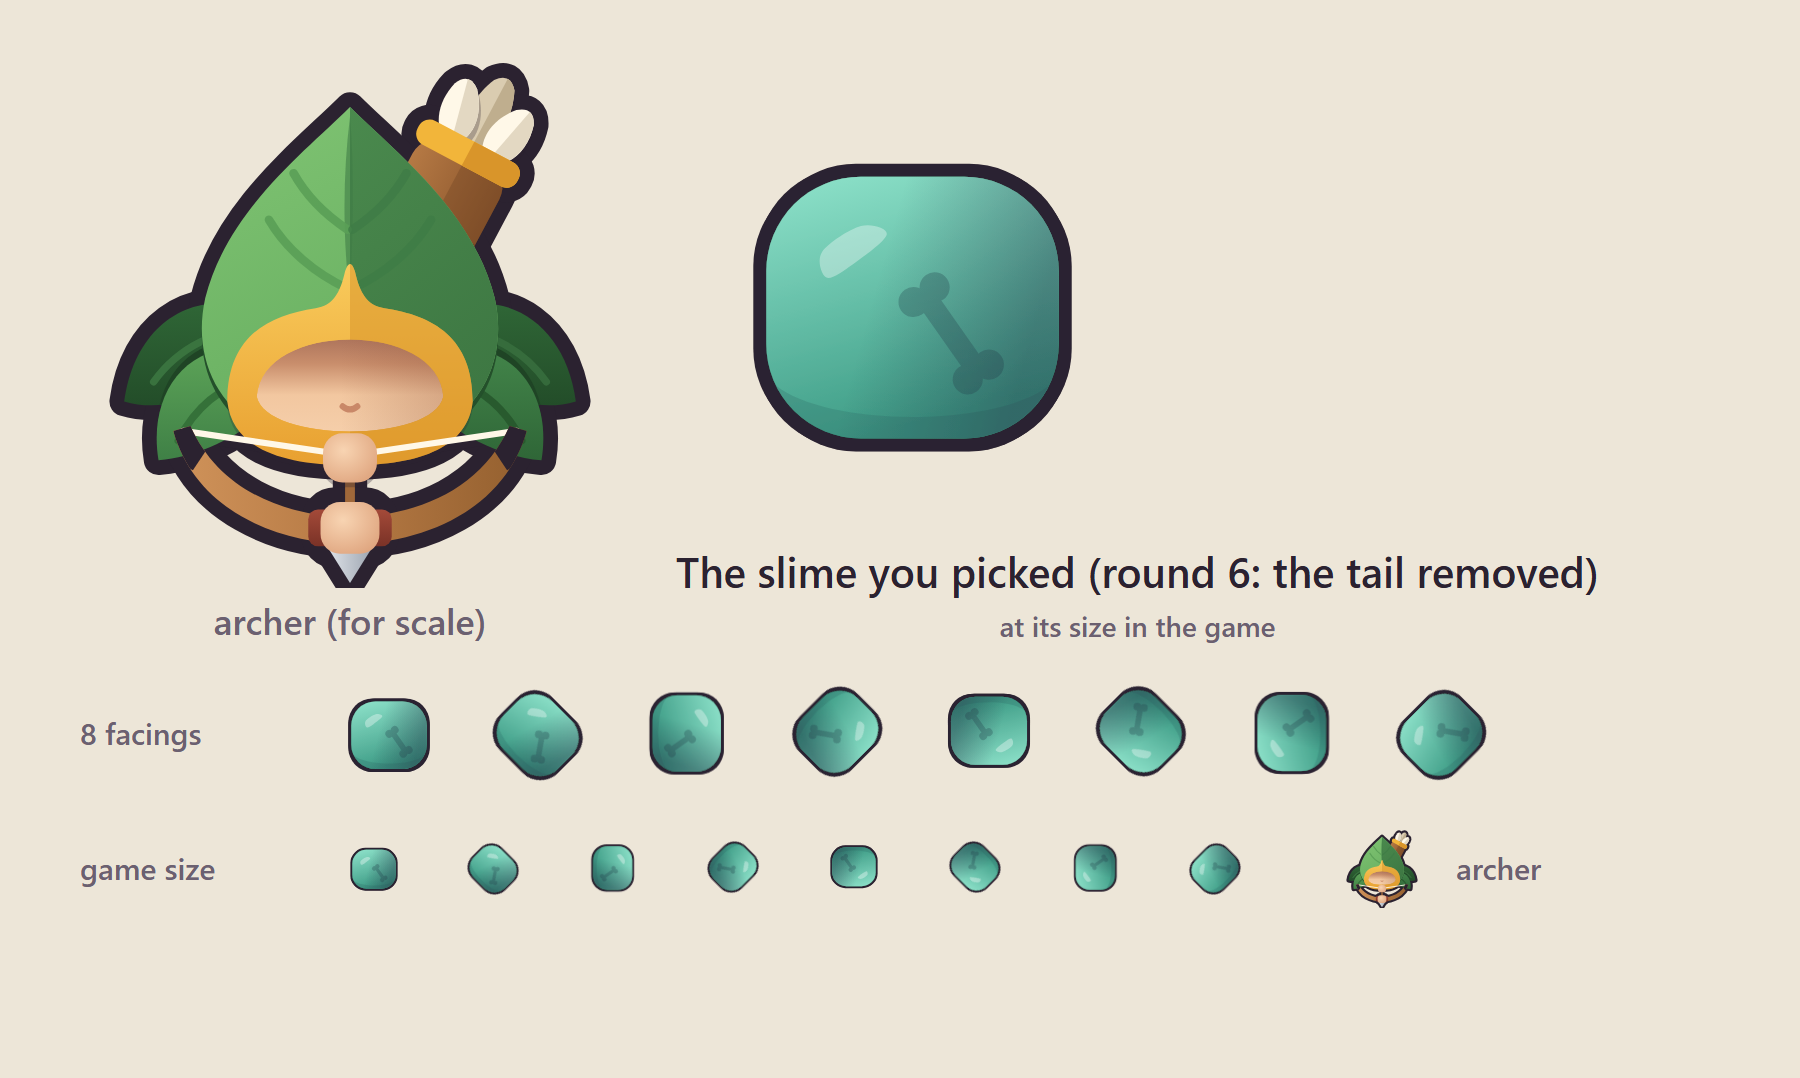 The slime you picked (round 6: the tail removed)
archer (for scale)
at its size in the game
8 facings
game size
archer